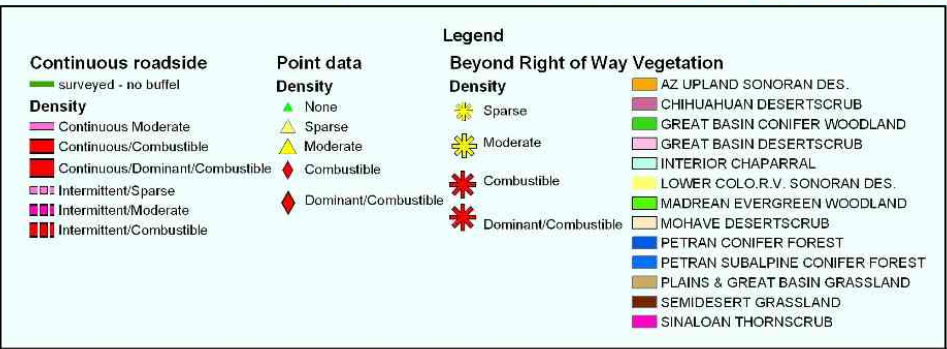 Legend
Continuous roadside
surveyed - no buffel
Density
Continuous Moderate
Continuous/Combustible
Continuous/Dominant/Combustible
Intermittent/Sparse
Intermittent/Moderate
Intermittent/Combustible
Point data
Density
None
Sparse
Moderate
Combustible
Dominant/Combustible
Beyond Right of Way
Density
Sparse
Moderate
Combustible
Dominant/Combustible
Vegetation
AZ UPLAND SONORAN DES.
CHIHUAHUAN DESERTSCRUB
GREAT BASIN CONIFER WOODLAND
GREAT BASIN DESERTSCRUB
INTERIOR CHAPARRAL
LOWER COLO.R.V. SONORAN DES.
MADREAN EVERGREEN WOODLAND
MOHAVE DESERTSCRUB
PETRAN CONIFER FOREST
PETRAN SUBALPINE CONIFER FOREST
PLAINS & GREAT BASIN GRASSLAND
SEMIDESERT GRASSLAND
SINALOAN THORNSCRUB